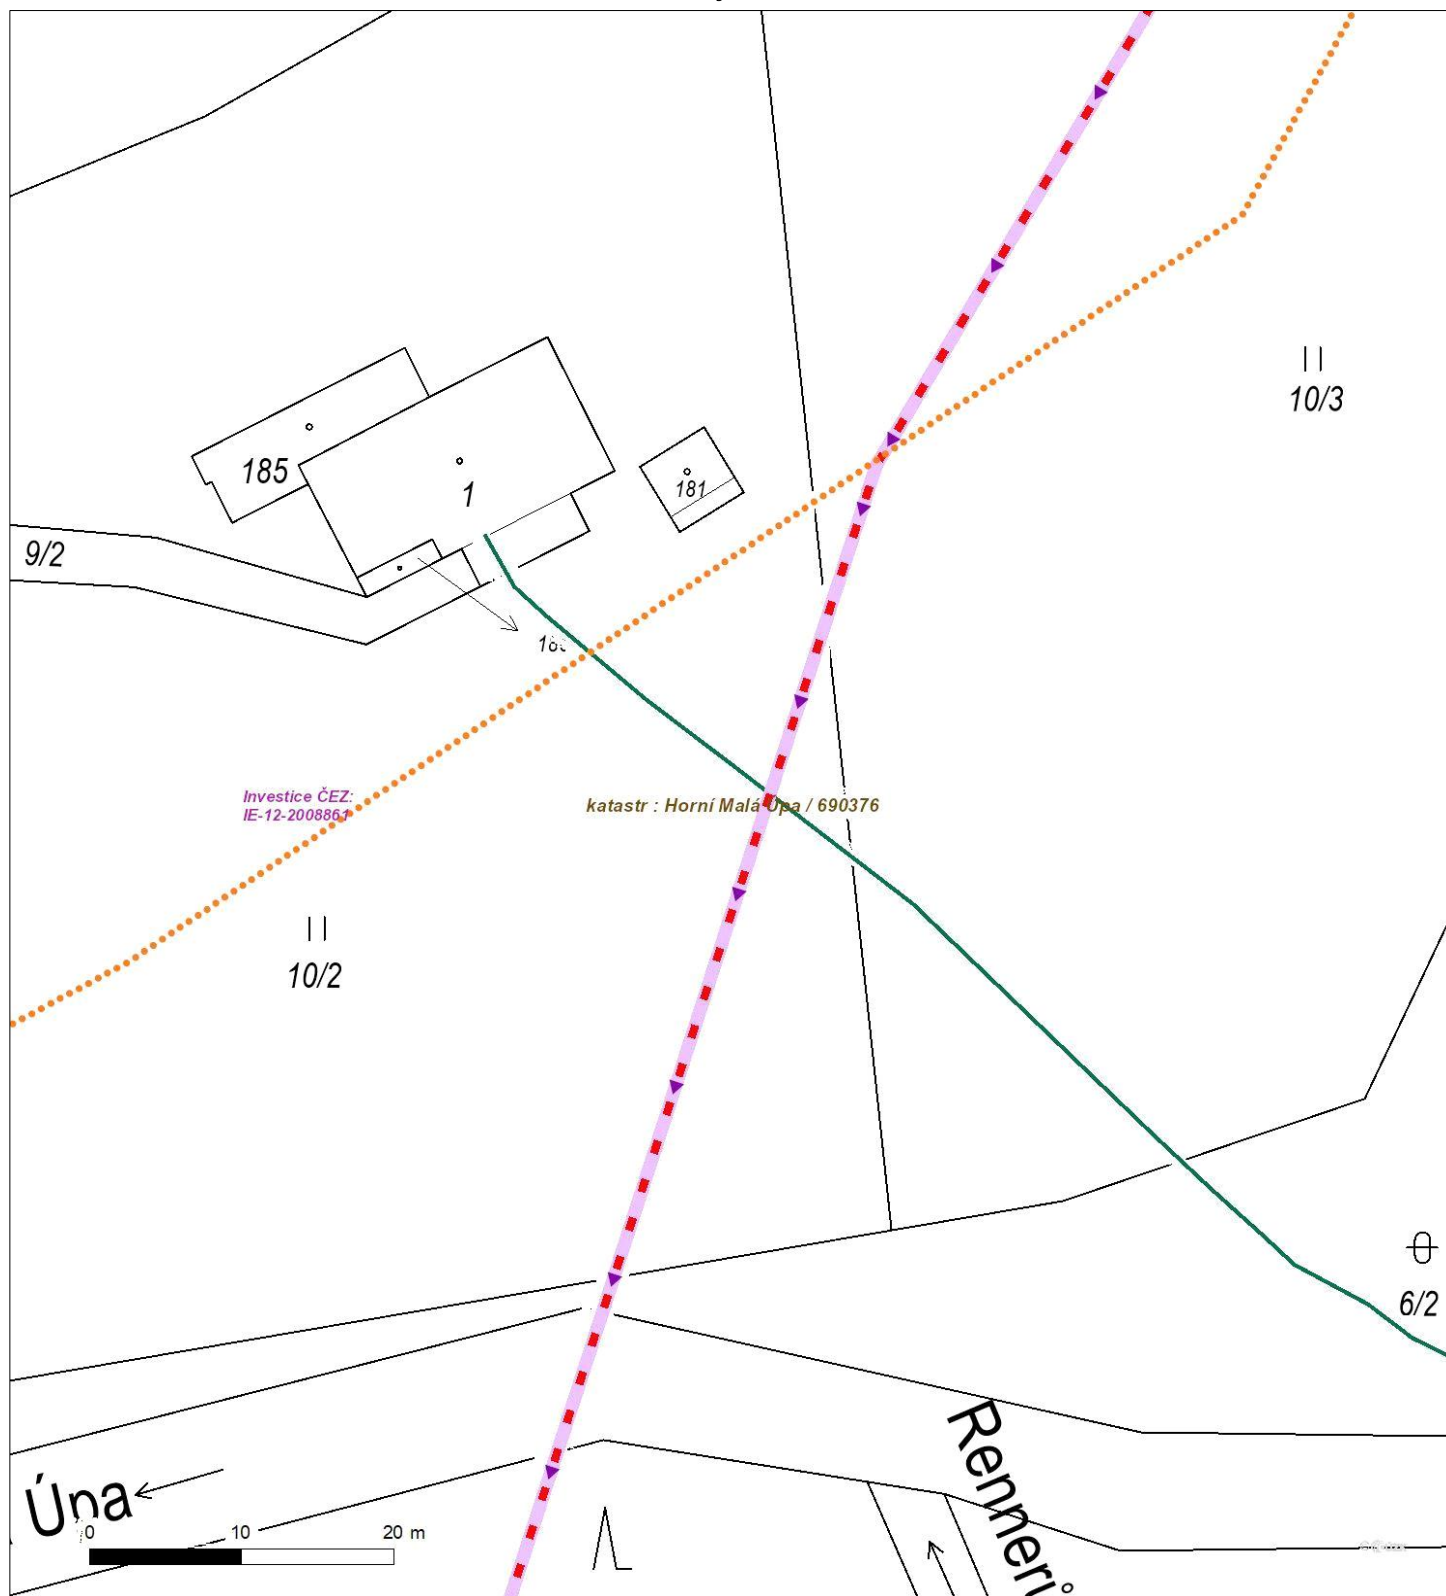 10/3
185
1
181
9/2
Investice ČEZ:
IE-12-2008861
katastr : Horní Malá Úpa / 690376
10/2
6/2
Úpa
0 10 20 m